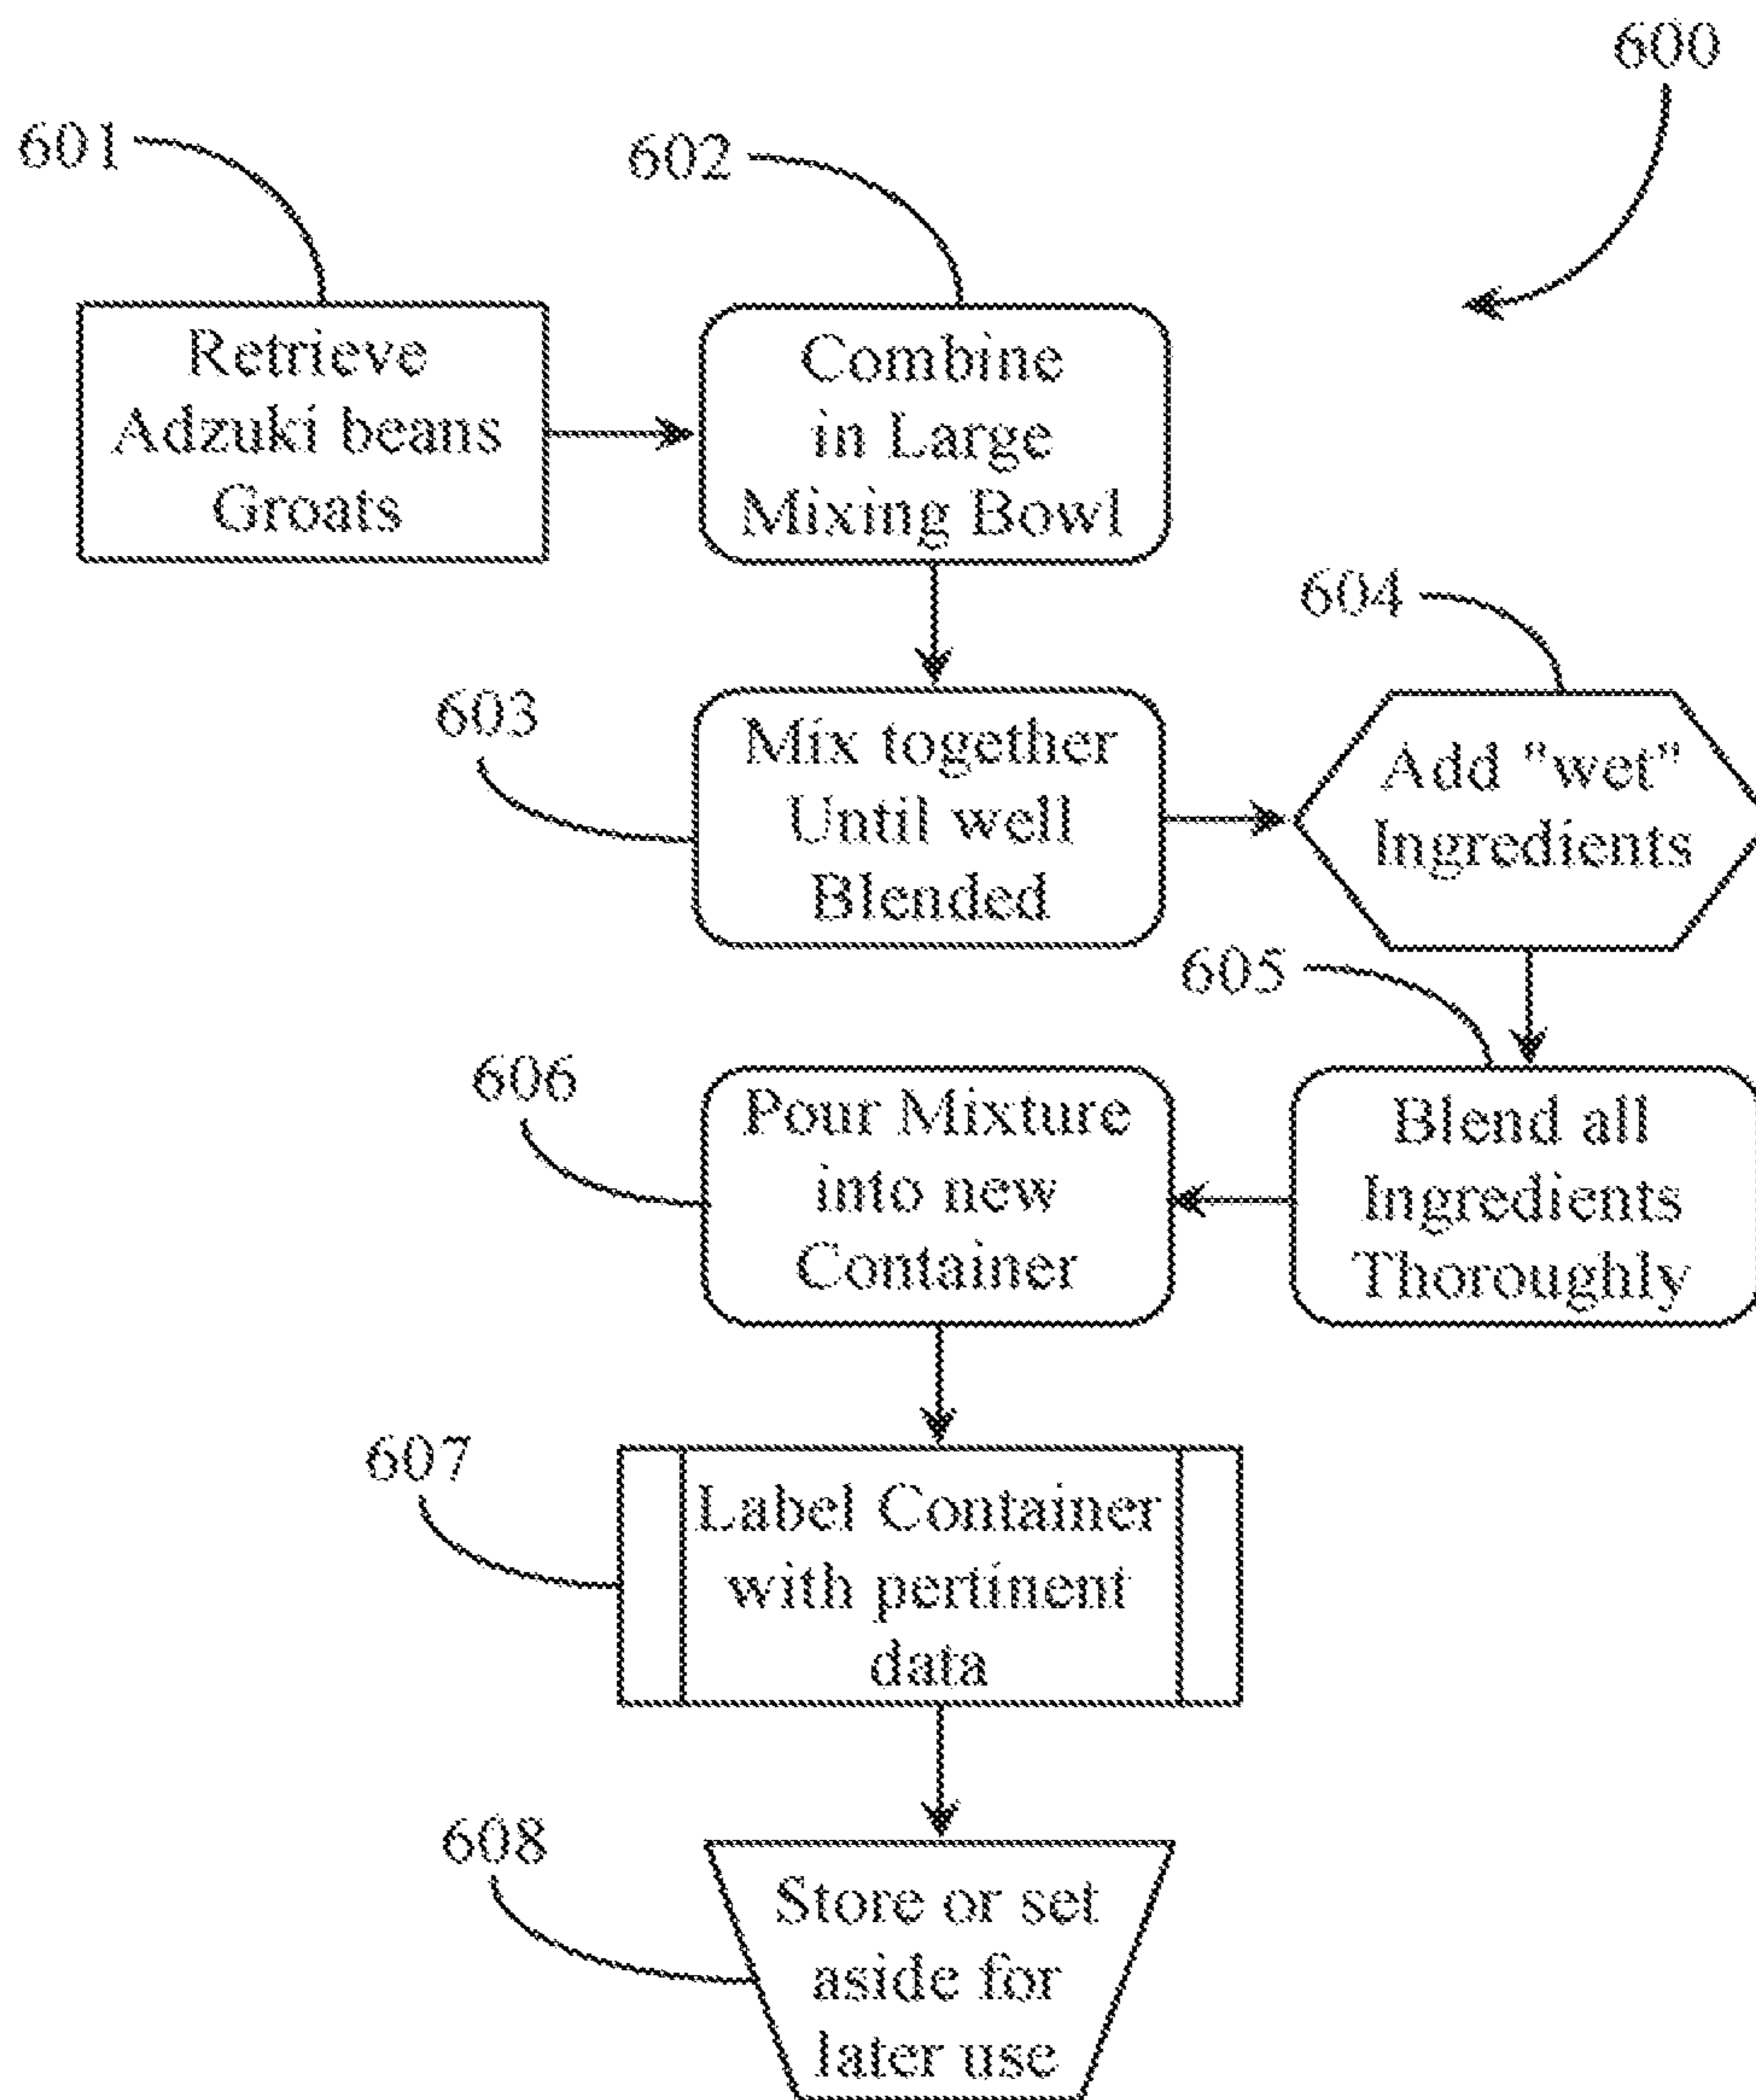 600
601
602
Retrieve
Adzuki beans
Groats
Combine
in Large
Mixing Bowl
603
604
Mix together
Until well
Blended
Add "wet"
Ingredients
605
606
Pour Mixture
into new
Container
Blend all
Ingredients
Thoroughly
607
Label Container
with pertinent
data
608
Store or set
aside for
later use